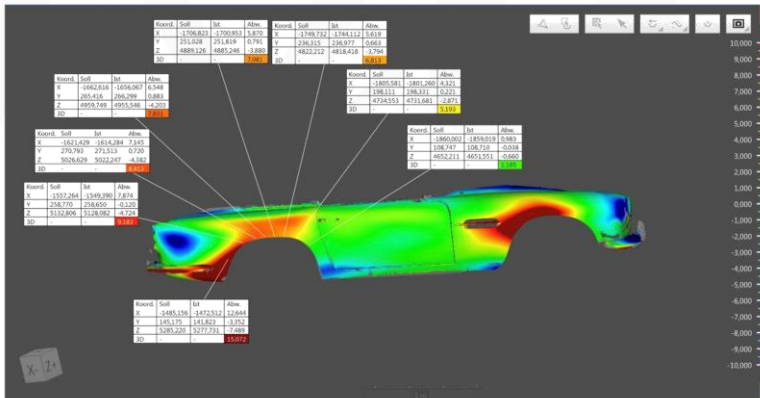 Koord. Soll Ist Abw.
X -1706,823 -1700,953 5,870
Y 251,028 251,819 0,791
Z 4889,126 4885,246 -3,880
3D - - 7,081
Koord. Soll Ist Abw.
X -1749,732 -1744,112 5,619
Y 236,315 236,977 0,663
Z 4822,212 4818,418 -3,794
3D - - 6,813
Koord. Soll Ist Abw.
X -1662,616 -1656,067 6,548
Y 265,416 266,299 0,883
Z 4959,749 4955,546 -4,203
3D - - 7,831
Koord. Soll Ist Abw.
X -1805,581 -1801,260 4,321
Y 198,111 198,331 0,221
Z 4734,553 4731,681 -2,871
3D - - 5,193
Koord. Soll Ist Abw.
X -1621,429 -1614,284 7,145
Y 270,793 271,513 0,720
Z 5026,629 5022,247 -4,382
3D - - 8,413
Koord. Soll Ist Abw.
X -1860,002 -1859,019 0,983
Y 108,747 108,710 -0,038
Z 4652,211 4651,551 -0,660
3D - - 1,185
Koord. Soll Ist Abw.
X -1557,264 -1549,390 7,874
Y 258,770 258,650 -0,120
Z 5132,806 5128,082 -4,724
3D - - 9,183
Koord. Soll Ist Abw.
X -1485,156 -1472,512 12,644
Y 145,175 141,823 -3,352
Z 5285,220 5277,731 -7,489
3D - - 15,072
10,000
9,000
8,000
7,000
6,000
5,000
4,000
3,000
2,000
1,000
0,000
-1,000
-2,000
-3,000
-4,000
-5,000
-6,000
-7,000
-8,000
-9,000
-10,000
X- Z+